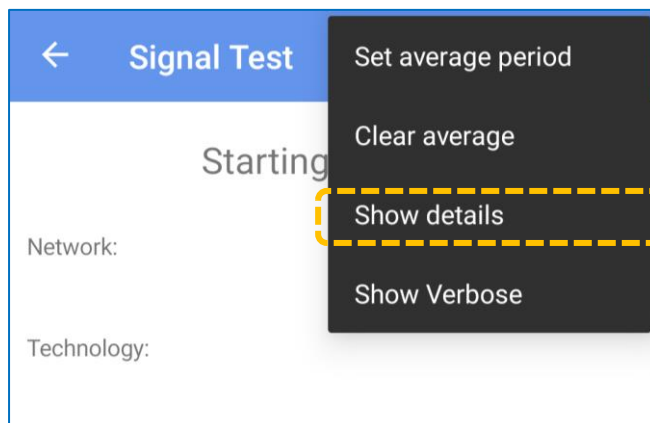 Signal Test
Set average period
Clear average
Starting
Show details
Network:
Show Verbose
Technology: